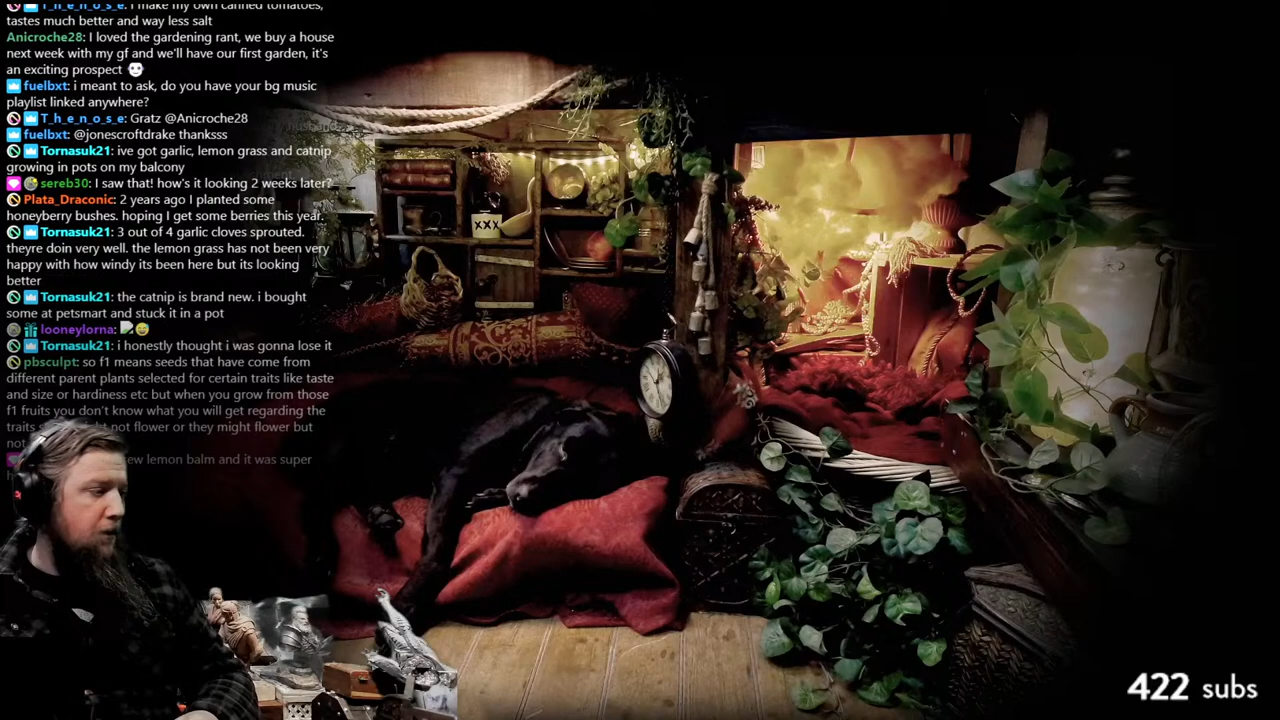 T_h_e_n_o_s_e: i make my own canned tomatoes,
tastes much better and way less salt
Anicroche28: I loved the gardening rant, we buy a house
next week with my gf and we'll have our first garden, it's
an exciting prospect
fuelbxt: i meant to ask, do you have your bg music
playlist linked anywhere?
T_h_e_n_o_s_e: Gratz @Anicroche28
fuelbxt: @jonescroftdrake thanksss
Tornasuk21: ive got garlic, lemon grass and catnip
growing in pots on my balcony
sereb30: I saw that! how's it looking 2 weeks later?
Plata_Draconic: 2 years ago I planted some
honeyberry bushes. hoping I get some berries this year.
Tornasuk21: 3 out of 4 garlic cloves sprouted.
theyre doin very well. the lemon grass has not been very
happy with how windy its been here but its looking
better
Tornasuk21: the catnip is brand new. i bought
some at petsmart and stuck it in a pot
looneylorna:
Tornasuk21: i honestly thought i was gonna lose it
pbsculpt: so f1 means seeds that have come from
different parent plants selected for certain traits like taste
and size or hardiness etc but when you grow from those
f1 fruits you don't know what you will get regarding the
traits not flower or they might flower but
lemon balm and it was super
XXX
422 subs